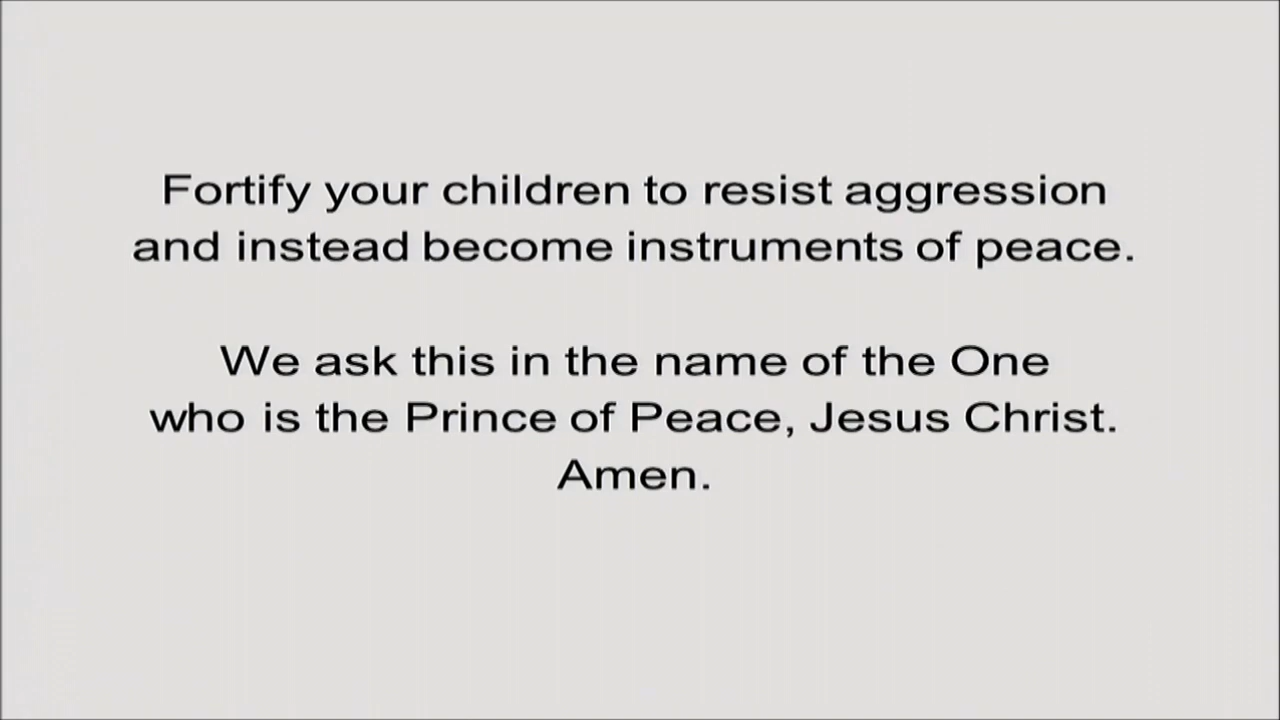 Fortify your children to resist aggression
and instead become instruments of peace.
We ask this in the name of the One
who is the Prince of Peace, Jesus Christ.
Amen.